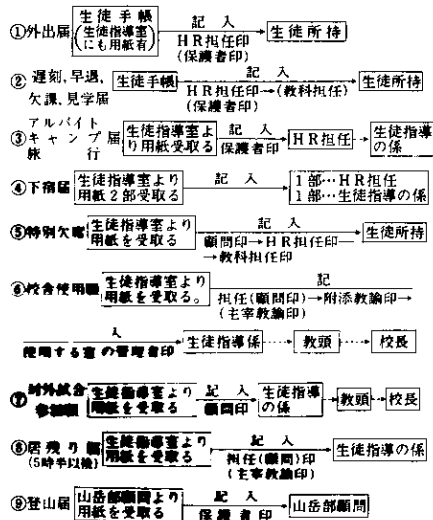 ①外出届 生徒手帳 (生徒指導室にも用紙有) 記入 HR担任印 (保護者印) 生徒所持
② 遅刻、早退、欠課、見学届 生徒手帳 記入 HR担任印→(教科担任) (保護者印) 生徒所持
③ アルバイト キャンプ 旅行 届 生徒指導室より用紙受取る 記入 保護者印 HR担任 生徒指導の係
④下宿届 生徒指導室より用紙2部受取る 記入 1部…HR担任 1部…生徒指導の係
⑤特別欠席 生徒指導室より用紙を受取る 記入 顧問印→HR担任印→教科担任印 生徒所持
⑥校舎使用願 生徒指導室より用紙を受取る。 記 担任(顧問印)→附添教諭印→ (主宰教諭印)
入 使用する室の管理者印 生徒指導係 教頭 校長
⑦対外試合参加願 生徒指導室より用紙を受取る 記入 顧問印 生徒指導の係 教頭 校長
⑧居残り願 (5時半以後) 生徒指導室より用紙を受取る 記入 担任(顧問)印 (主宰教諭印) 生徒指導の係
⑨登山届 山岳部顧問より用紙を受取る 記入 保護者印 山岳部顧問